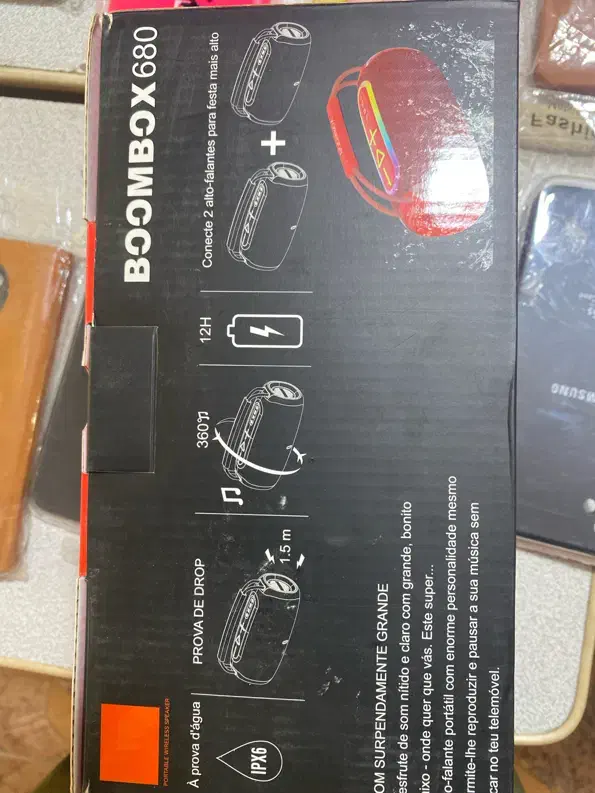 BOOMBOX680
PORTABLE WIRELESS SPEAKER
À prova d'água
IPX6
PROVA DE DROP
1.5 m
360°
12H
Conecte 2 alto-falantes para festa mais alto
+
OM SURPENDAMENTE GRANDE
esfrute de som nítido e claro com grande, bonito
ixo - onde quer que vás. Este super...
o-falante portátil com enorme personalidade mesmo
rmite-lhe reproduzir e pausar a sua música sem
car no teu telemóvel.
Fashi
SAMSUNG